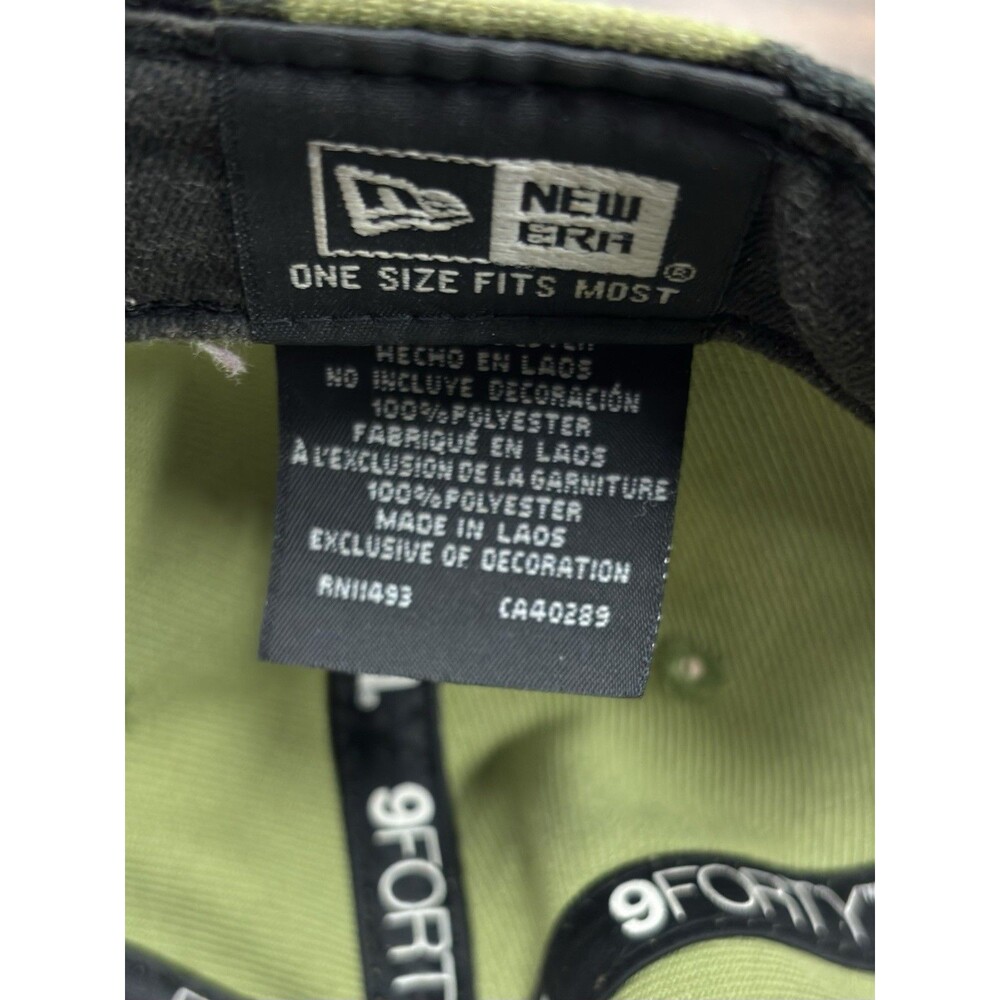 NEW
ERA
®
ONE SIZE FITS MOST
HECHO EN LAOS
NO INCLUYE DECORACIÓN
100% POLYESTER
FABRIQUÉ EN LAOS
À L'EXCLUSION DE LA GARNITURE
100% POLYESTER
MADE IN LAOS
EXCLUSIVE OF DECORATION
RN11493 CA40289
9FORT
9FORTY